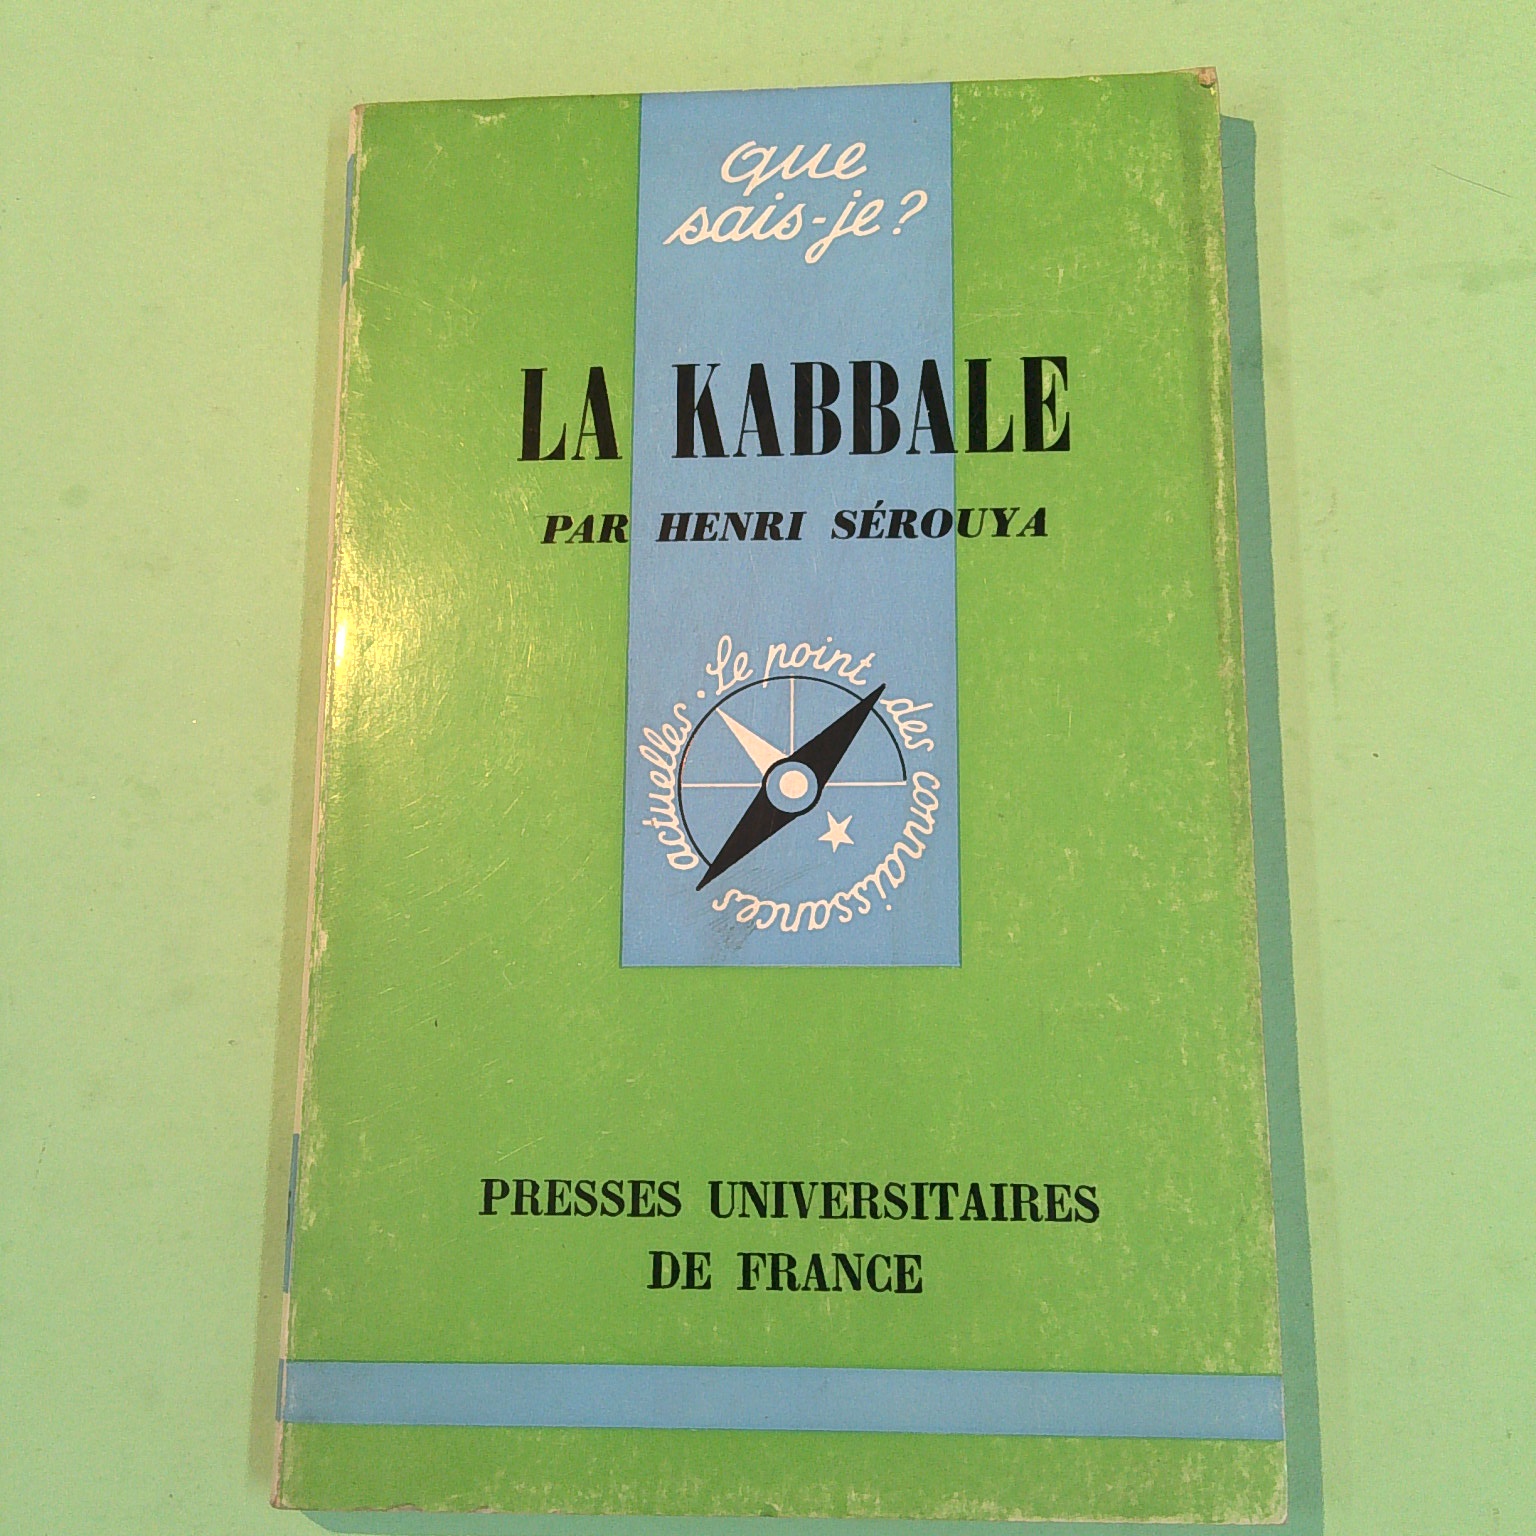 que
sais-je?
LA KABBALE
PAR HENRI SÉROUYA
Le point des connaissances actuelles.
PRESSES UNIVERSITAIRES
DE FRANCE